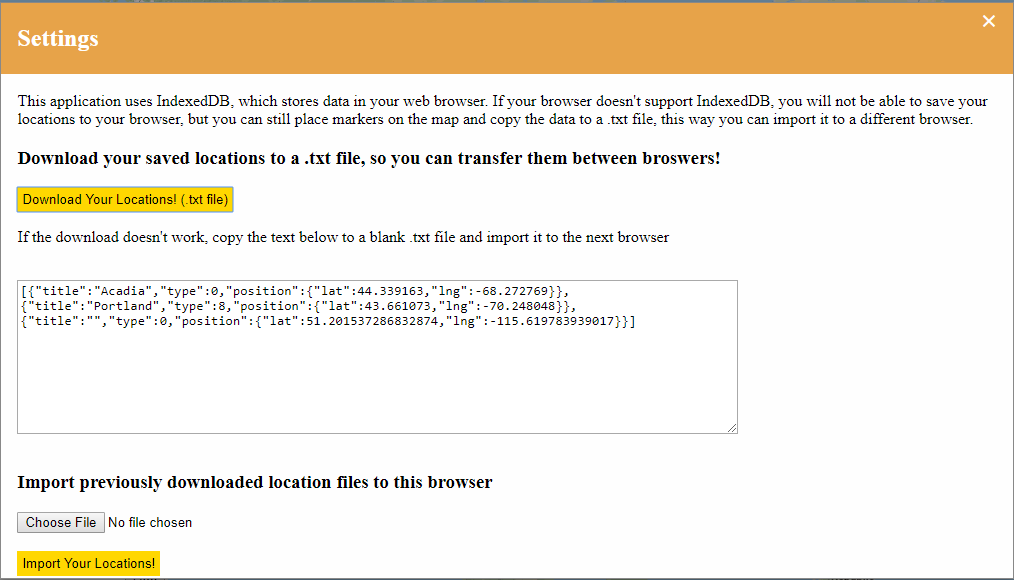 Settings
×
This application uses IndexedDB, which stores data in your web browser. If your browser doesn't support IndexedDB, you will not be able to save your
locations to your browser, but you can still place markers on the map and copy the data to a .txt file, this way you can import it to a different browser.
Download your saved locations to a .txt file, so you can transfer them between broswers!
Download Your Locations! (.txt file)
If the download doesn't work, copy the text below to a blank .txt file and import it to the next browser
[{"title":"Acadia","type":0,"position":{"lat":44.339163,"lng":-68.272769}},
{"title":"Portland","type":8,"position":{"lat":43.661073,"lng":-70.248048}},
{"title":"","type":0,"position":{"lat":51.201537286832874,"lng":-115.619783939017}}]
Import previously downloaded location files to this browser
Choose File No file chosen
Import Your Locations!